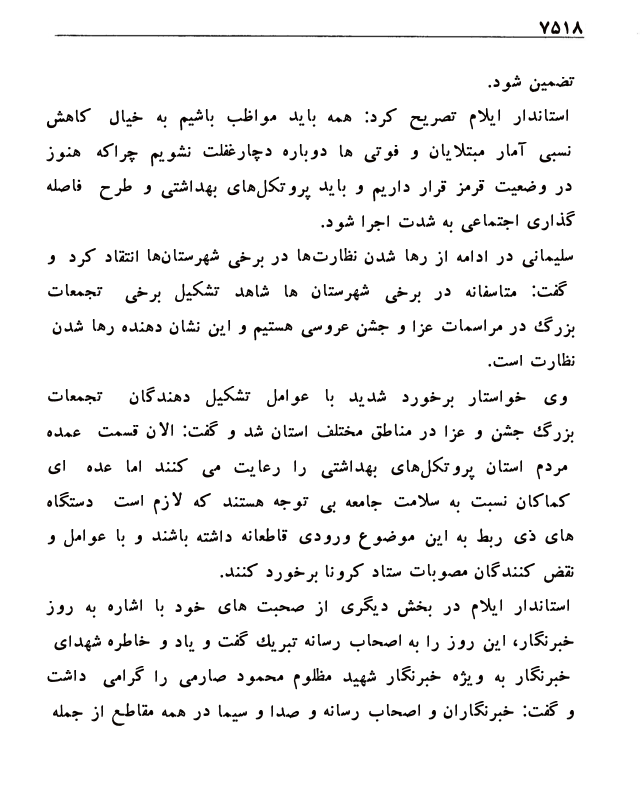 ۷۵۱۸
تضمین شود.
استاندار ایلام تصریح کرد: همه باید مواظب باشیم به خیال کاهش
نسبی آمار مبتلایان و فوتی ها دوباره دچارغفلت نشویم چراکه هنوز
در وضعیت قرمز قرار داریم و باید پروتکل‌های بهداشتی و طرح فاصله
گذاری اجتماعی به شدت اجرا شود.
سلیمانی در ادامه از رها شدن نظارت‌ها در برخی شهرستان‌ها انتقاد کرد و
گفت: متاسفانه در برخی شهرستان ها شاهد تشکیل برخی تجمعات
بزرگ در مراسمات عزا و جشن عروسی هستیم و این نشان دهنده رها شدن
نظارت است.
وی خواستار برخورد شدید با عوامل تشکیل دهندگان تجمعات
بزرگ جشن و عزا در مناطق مختلف استان شد و گفت: الان قسمت عمده
مردم استان پروتکل‌های بهداشتی را رعایت می کنند اما عده ای
کماکان نسبت به سلامت جامعه بی توجه هستند که لازم است دستگاه
های ذی ربط به این موضوع ورودی قاطعانه داشته باشند و با عوامل و
نقض کنندگان مصوبات ستاد کرونا برخورد کنند.
استاندار ایلام در بخش دیگری از صحبت های خود با اشاره به روز
خبرنگار، این روز را به اصحاب رسانه تبریک گفت و یاد و خاطره شهدای
خبرنگار به ویژه خبرنگار شهید مظلوم محمود صارمی را گرامی داشت
و گفت: خبرنگاران و اصحاب رسانه و صدا و سیما در همه مقاطع از جمله